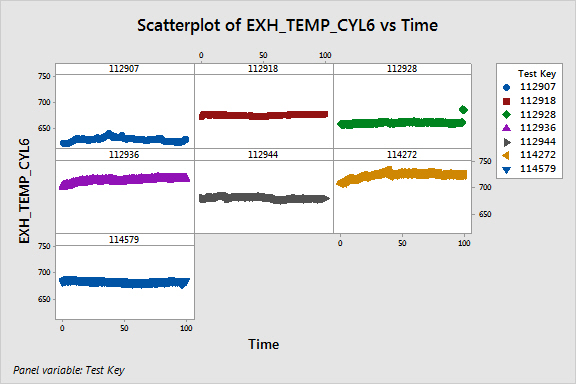 Scatterplot of EXH_TEMP_CYL6 vs Time
0 50 100
112907 112918 112928
750
700
650
112936 112944 114272
750
700
650
114579
0 50 100
750
700
650
0 50 100
EXH_TEMP_CYL6
Time
Test Key
112907
112918
112928
112936
112944
114272
114579
Panel variable: Test Key